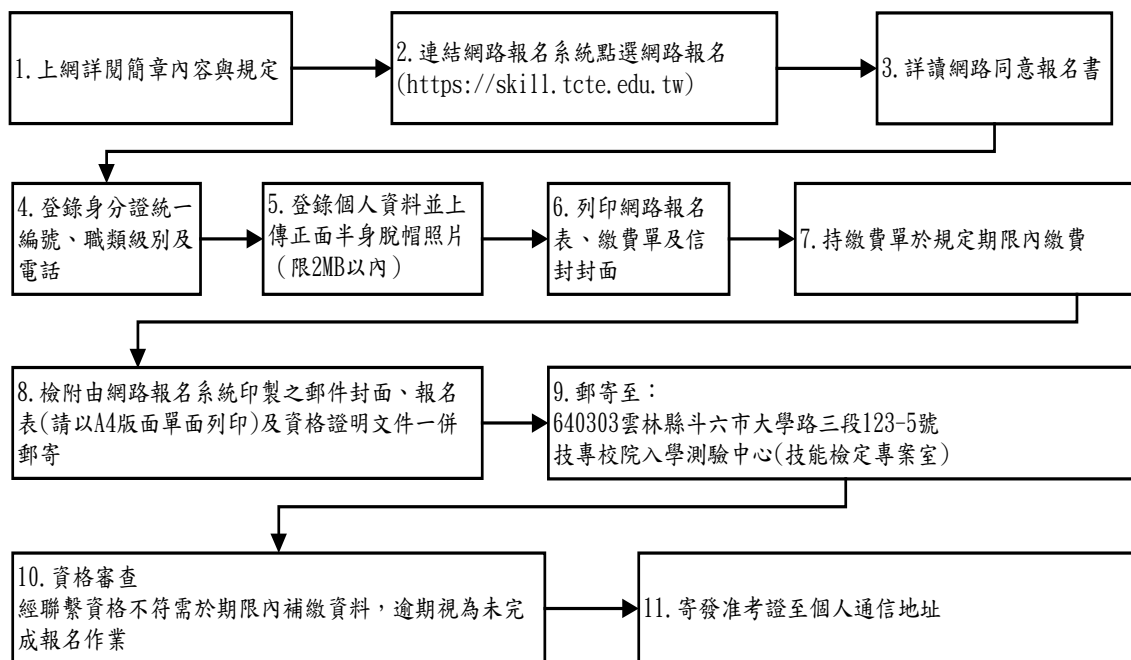 1.上網詳閱簡章內容與規定
2.連結網路報名系統點選網路報名
(https://skill.tcte.edu.tw)
3.詳讀網路同意報名書
4.登錄身分證統一
編號、職類級別及
電話
5.登錄個人資料並上
傳正面半身脫帽照片
（限2MB以內）
6.列印網路報名
表、繳費單及信
封封面
7.持繳費單於規定期限內繳費
8.檢附由網路報名系統印製之郵件封面、報名
表(請以A4版面單面列印)及資格證明文件一併
郵寄
9.郵寄至：
640303雲林縣斗六市大學路三段123-5號
技專校院入學測驗中心(技能檢定專案室)
10.資格審查
經聯繫資格不符需於期限內補繳資料，逾期視為未完
成報名作業
11.寄發准考證至個人通信地址